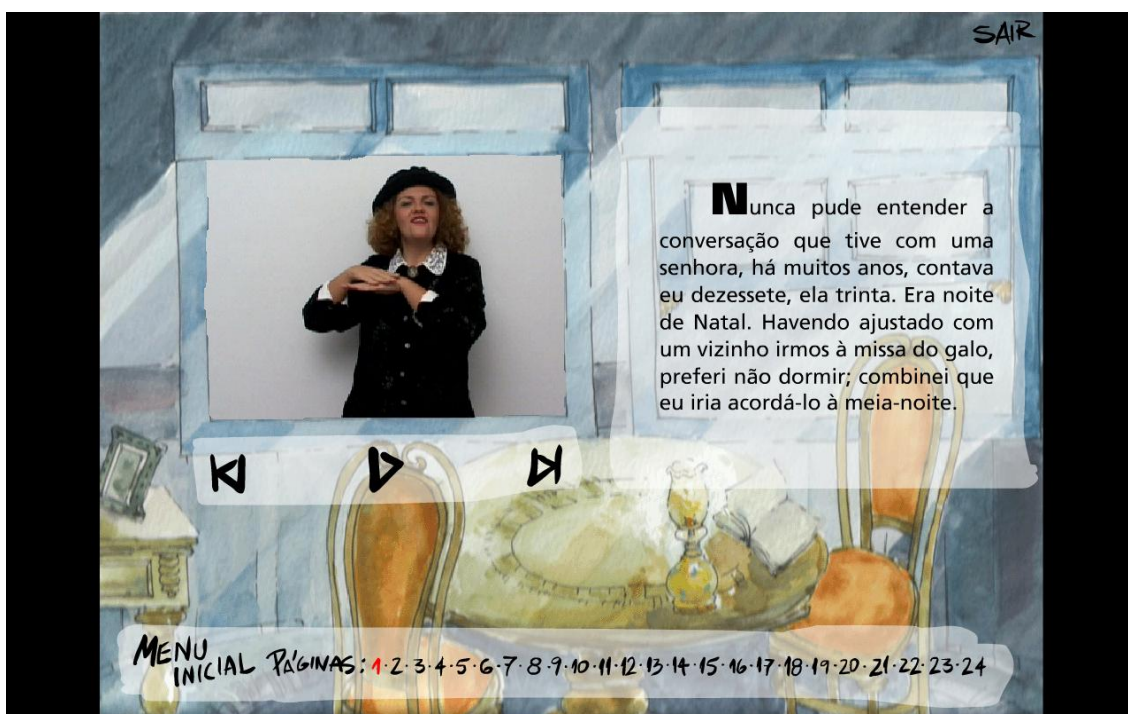 SAIR
Nunca pude entender a
conversação que tive com uma
senhora, há muitos anos, contava
eu dezessete, ela trinta. Era noite
de Natal. Havendo ajustado com
um vizinho irmos à missa do galo,
preferi não dormir; combinei que
eu iria acordá-lo à meia-noite.
MENU
INICIAL PÁGINAS: 1·2·3·4·5·6·7·8·9·10·11·12·13·14·15·16·17·18·19·20·21·22·23·24